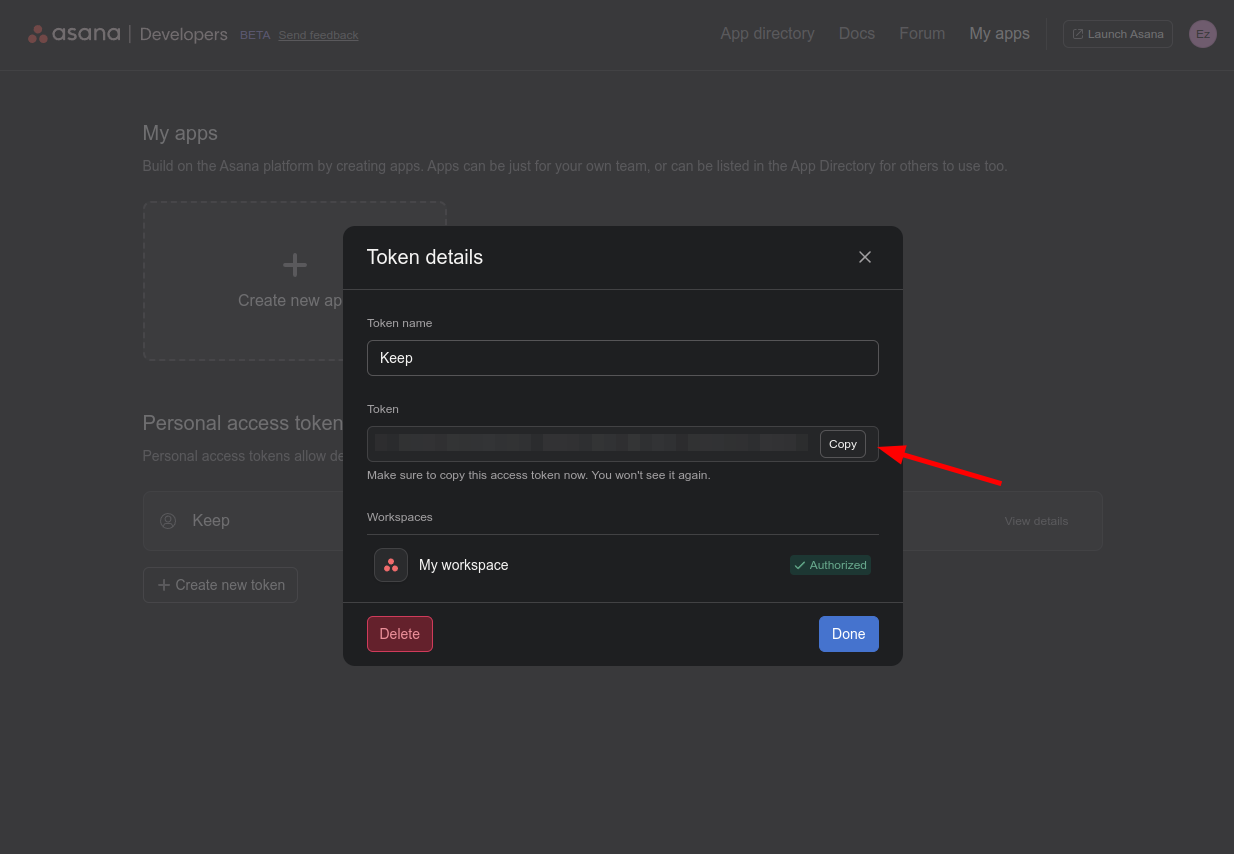 asana | Developers BETA Send feedback App directory Docs Forum My apps Launch Asana Ez
My apps
Build on the Asana platform by creating apps. Apps can be just for your own team, or can be listed in the App Directory for others to use too.
Create new ap
Token details
Token name
Keep
Token
Copy
Make sure to copy this access token now. You won't see it again.
Workspaces
My workspace Authorized
Delete Done
Personal access token
Personal access tokens allow de
Keep View details
Create new token